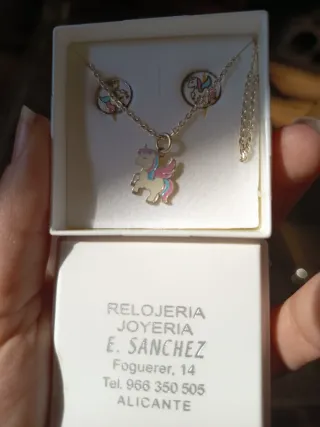 RELOJERIA
JOYERIA
E. SANCHEZ
Foguerer, 14
Tel. 966 350 505
ALICANTE